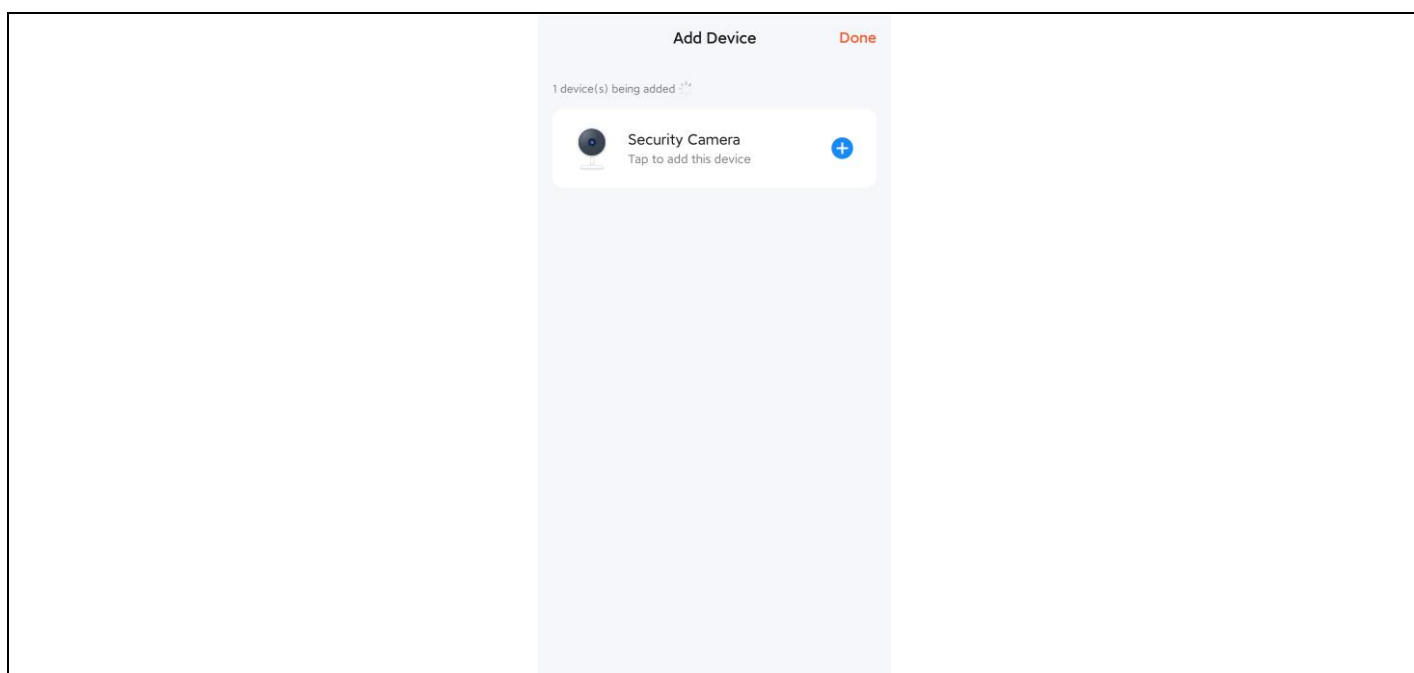 Add Device
Done
1 device(s) being added
Security Camera
Tap to add this device